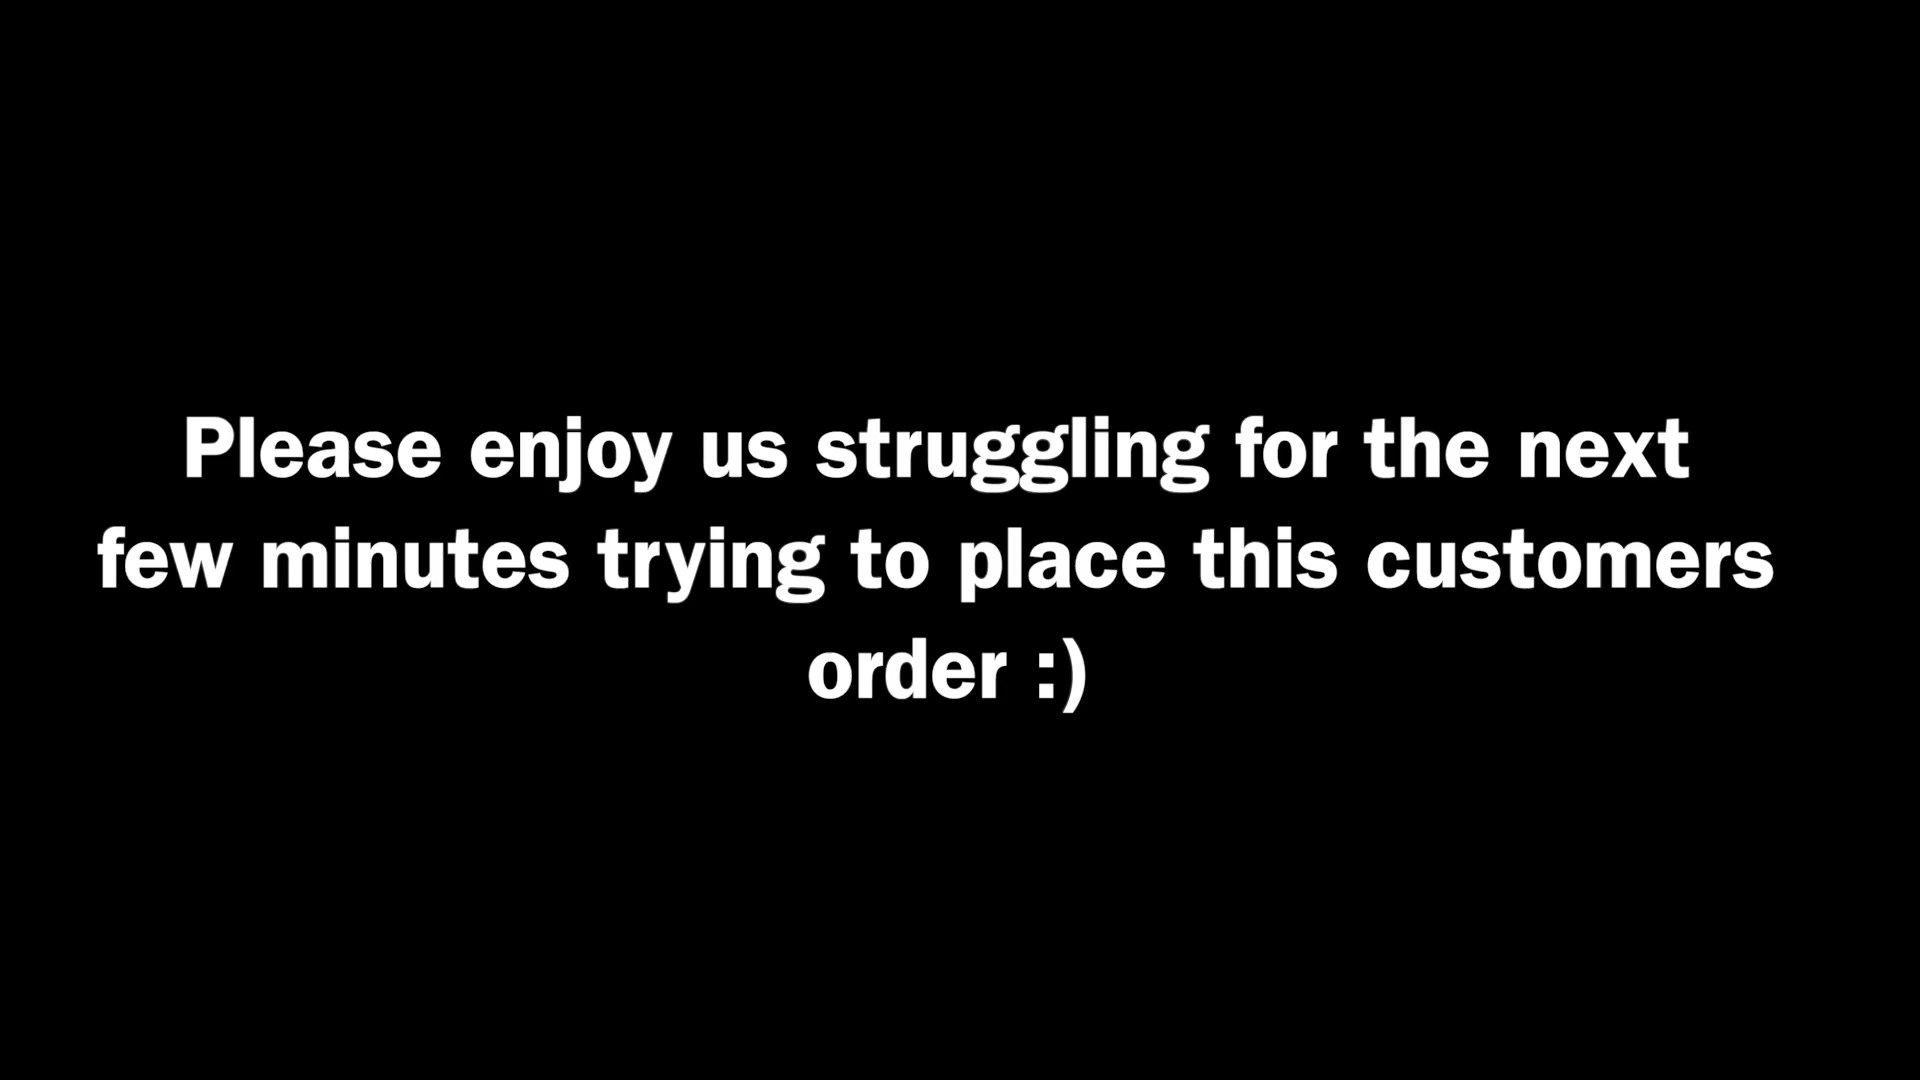 Please enjoy us struggling for the next
few minutes trying to place this customers
order :)